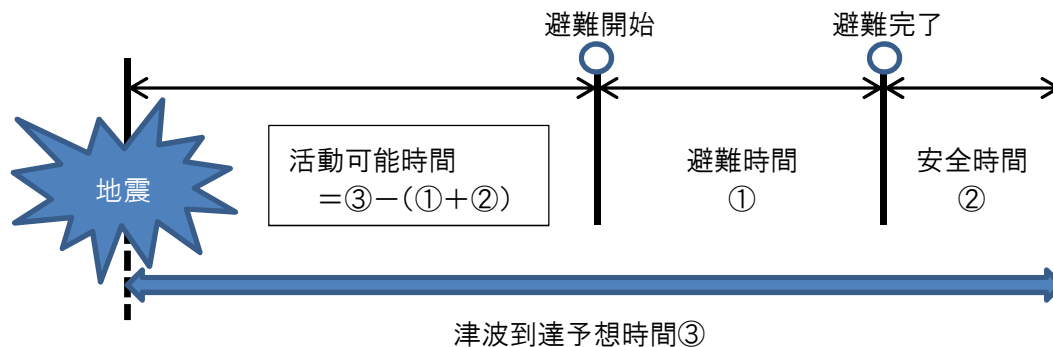 避難開始
避難完了
活動可能時間
＝③－(①＋②)
避難時間
①
安全時間
②
地震
津波到達予想時間③